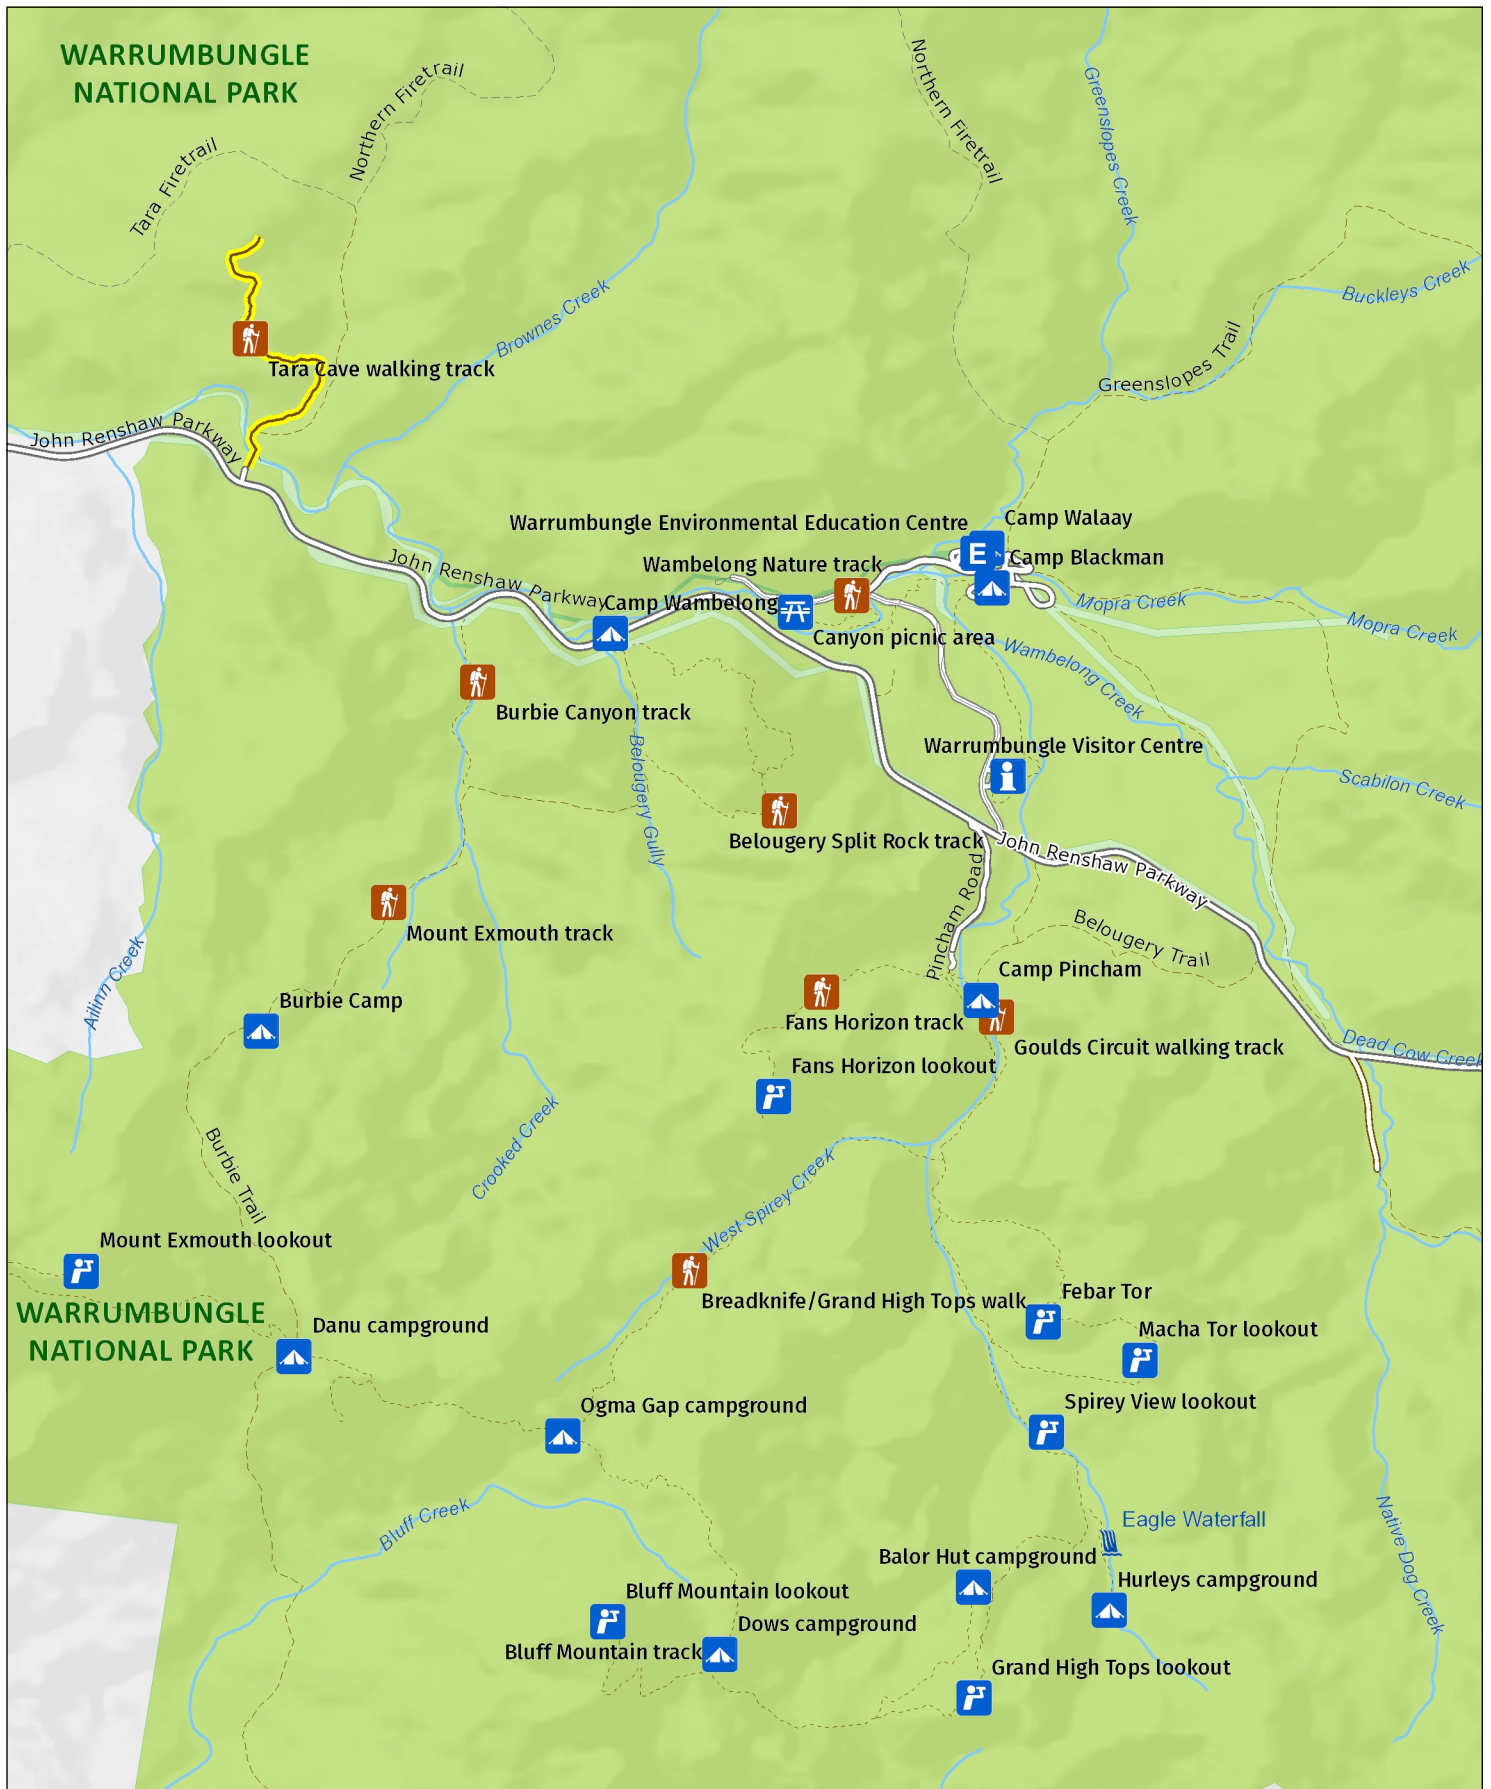 WARRUMBUNGLE
NATIONAL PARK
Northern Firetrail
Northern Firetrail
Greenslopes Creek
Tara Firetrail
Buckleys Creek
Brownes Creek
Greenslopes Trail
Tara Cave walking track
John Renshaw Parkway
Camp Walaay
Warrumbungle Environmental Education Centre
E
Camp Blackman
Wambelong Nature track
John Renshaw Parkway
Camp Wambelong
Mopra Creek
Mopra Creek
Canyon picnic area
Wambelong Creek
Burbie Canyon track
Warrumbungle Visitor Centre
Belougery Gully
Scabilon Creek
Belougery Split Rock track
John Renshaw Parkway
Pincham Road
Mount Exmouth track
Belougery Trail
Ailinn Creek
Camp Pincham
Burbie Camp
Fans Horizon track
Goulds Circuit walking track
Dead Cow Creek
Fans Horizon lookout
Crooked Creek
Burbie Trail
West Spirey Creek
Mount Exmouth lookout
WARRUMBUNGLE
NATIONAL PARK
Breadknife/Grand High Tops walk
Febar Tor
Danu campground
Macha Tor lookout
Ogma Gap campground
Spirey View lookout
Bluff Creek
Eagle Waterfall
Native Dog Creek
Balor Hut campground
Hurleys campground
Bluff Mountain lookout
Dows campground
Bluff Mountain track
Grand High Tops lookout